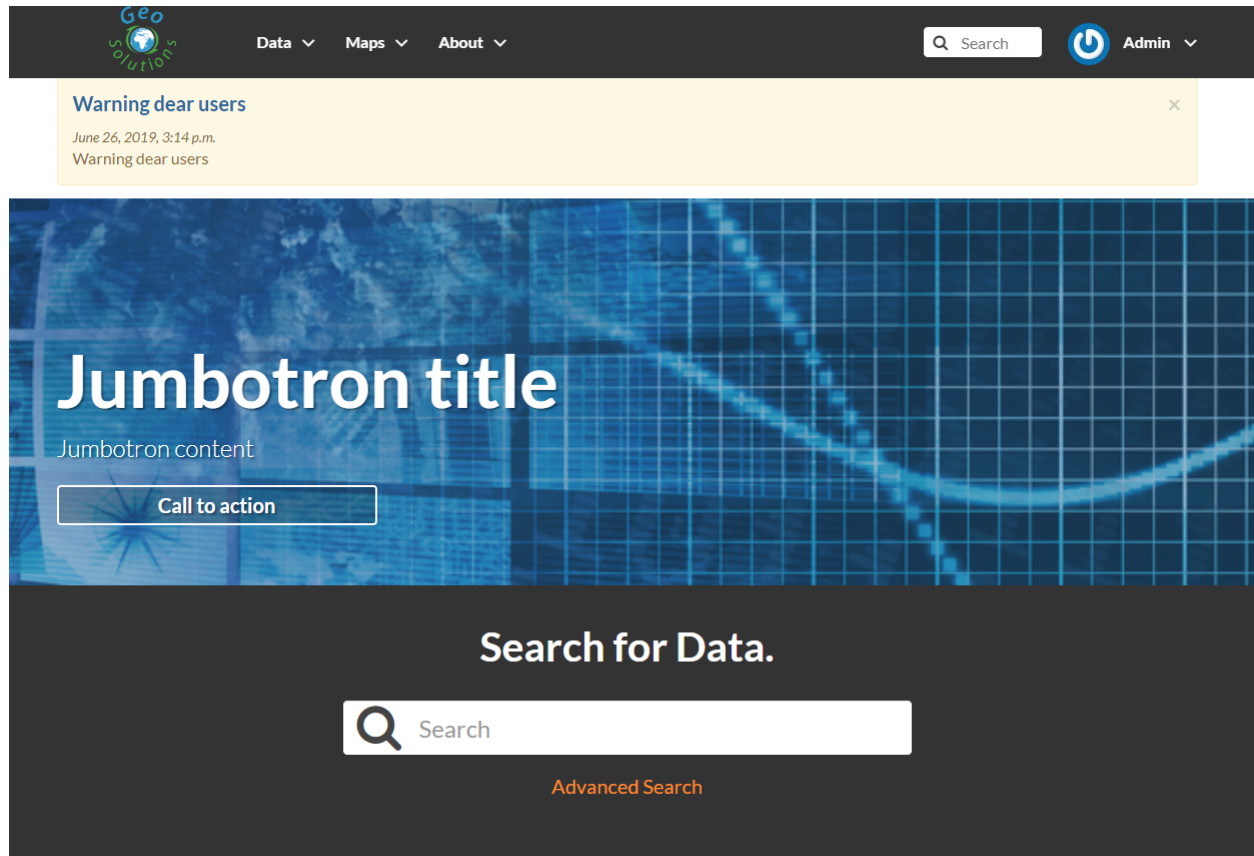 Geo
Solutions
Data
Maps
About
Search
Admin
Warning dear users
×
June 26, 2019, 3:14 p.m.
Warning dear users
Jumbotron title
Jumbotron content
Call to action
Search for Data.
Search
Advanced Search